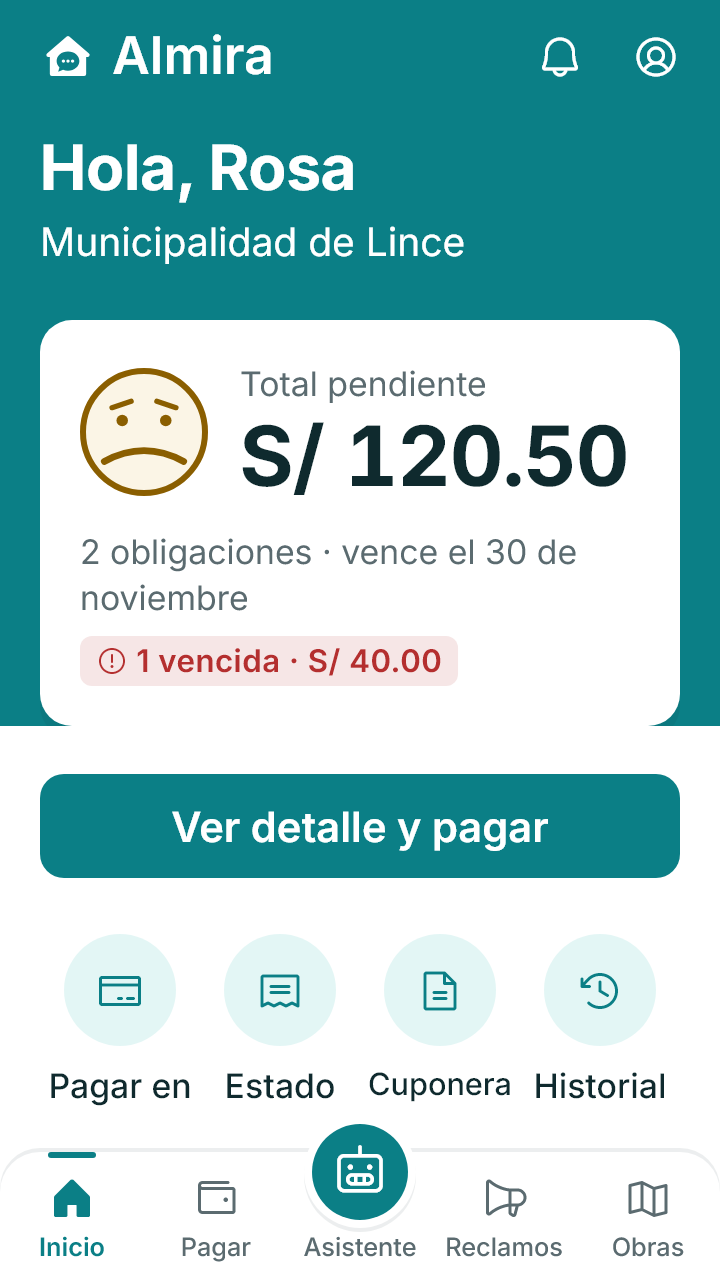 Almira
Hola, Rosa
Municipalidad de Lince
Total pendiente
S/ 120.50
2 obligaciones · vence el 30 de
noviembre
1 vencida · S/ 40.00
Ver detalle y pagar
Pagar en
Estado
Cuponera
Historial
Inicio
Pagar
Asistente
Reclamos
Obras